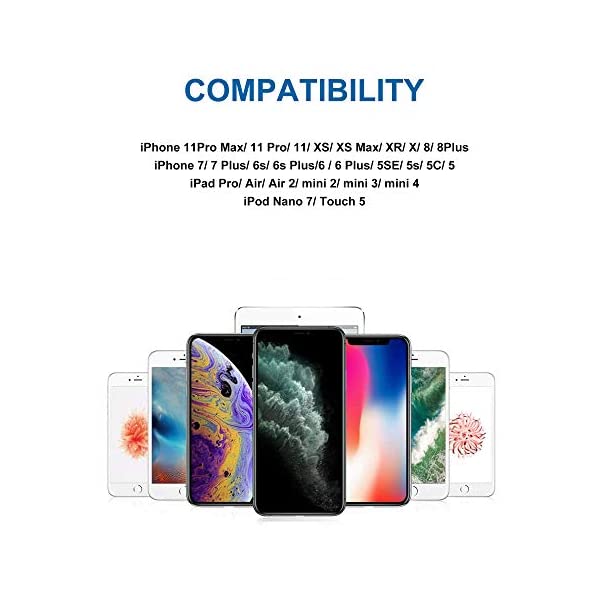 COMPATIBILITY
iPhone 11Pro Max/ 11 Pro/ 11/ XS/ XS Max/ XR/ X/ 8/ 8Plus
iPhone 7/ 7 Plus/ 6s/ 6s Plus/6 / 6 Plus/ 5SE/ 5s/ 5C/ 5
iPad Pro/ Air/ Air 2/ mini 2/ mini 3/ mini 4
iPod Nano 7/ Touch 5